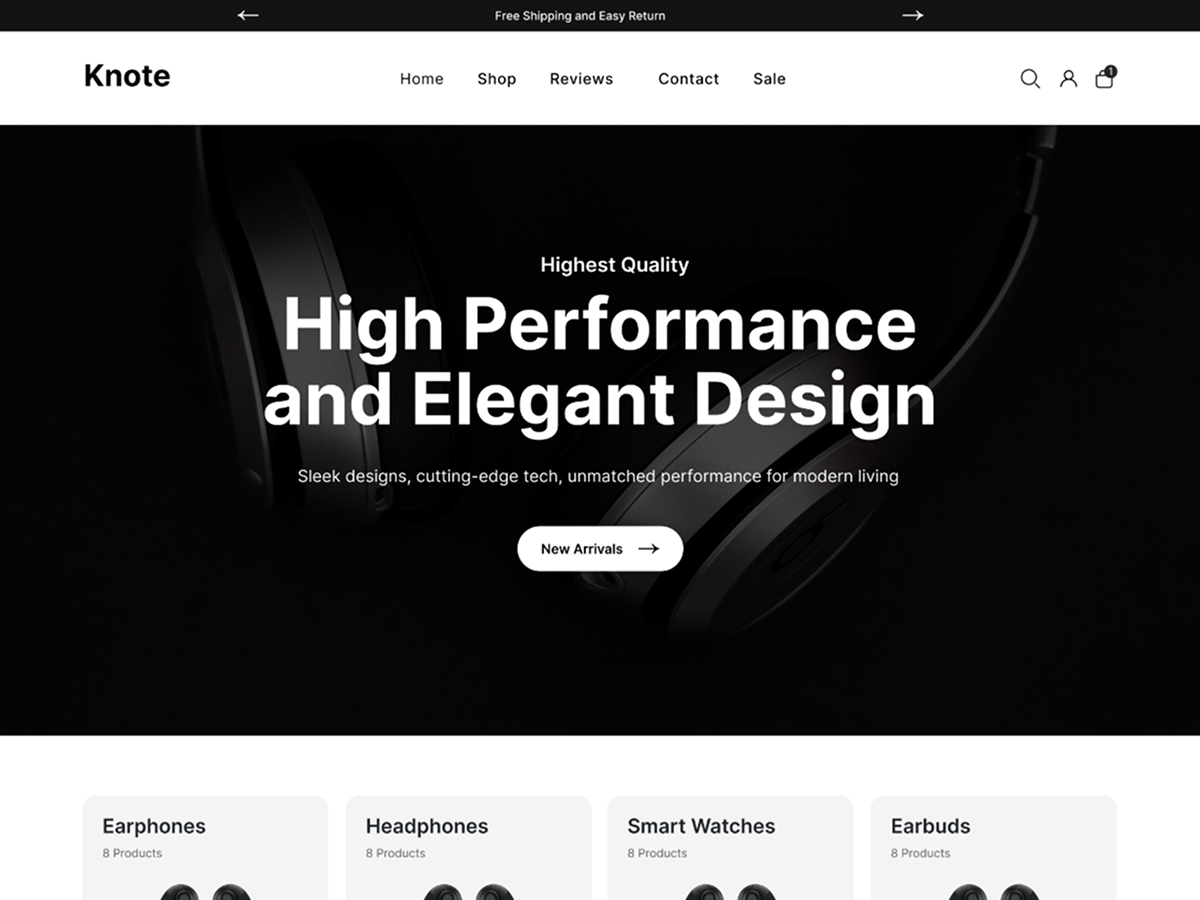 Free Shipping and Easy Return
Knote
Home Shop Reviews Contact Sale
1
Highest Quality
High Performance
and Elegant Design
Sleek designs, cutting-edge tech, unmatched performance for modern living
New Arrivals
Earphones
8 Products
Headphones
8 Products
Smart Watches
8 Products
Earbuds
8 Products